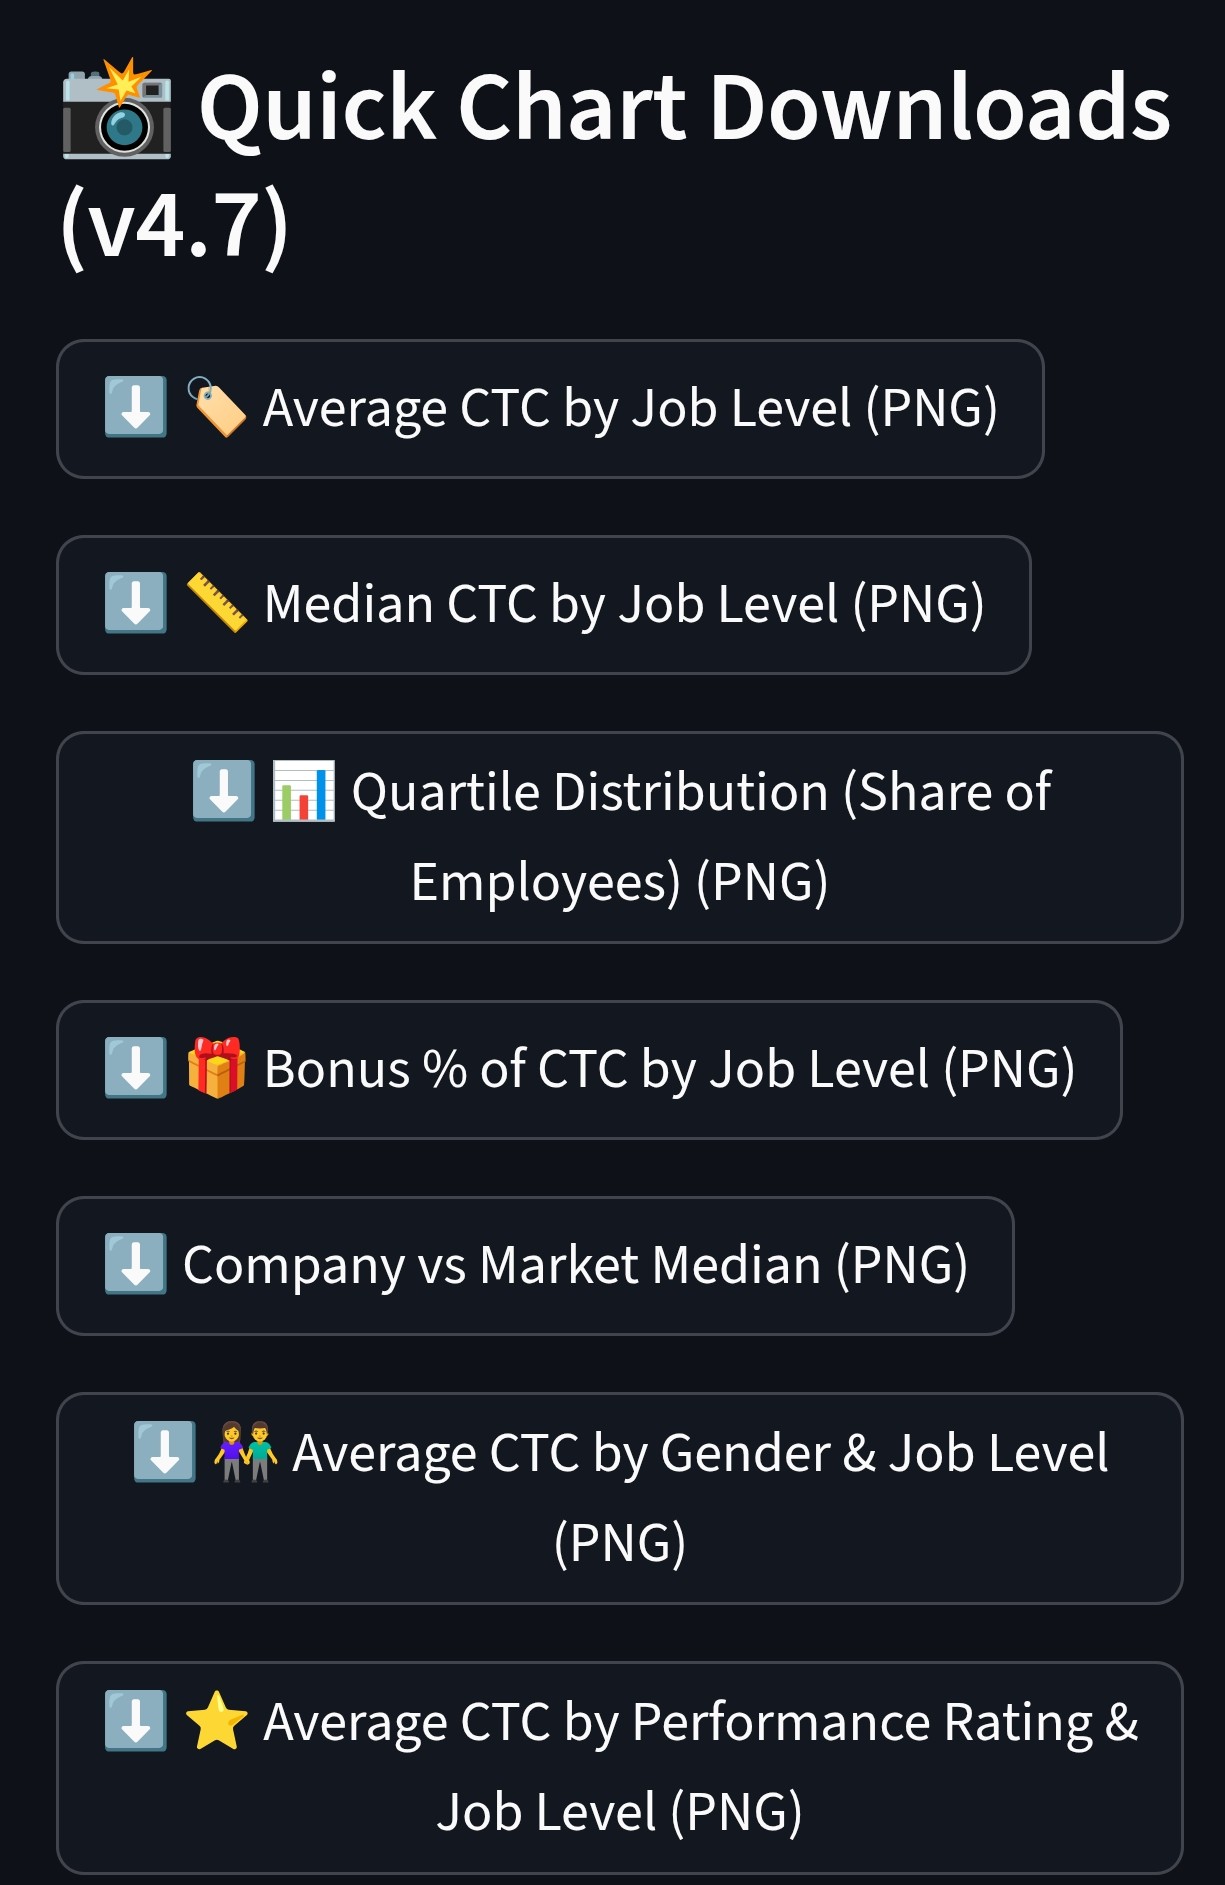 📸 Quick Chart Downloads
(v4.7)
⬇️ 🏷️ Average CTC by Job Level (PNG)
⬇️ 📏 Median CTC by Job Level (PNG)
⬇️ 📊 Quartile Distribution (Share of
Employees) (PNG)
⬇️ 🎁 Bonus % of CTC by Job Level (PNG)
⬇️ Company vs Market Median (PNG)
⬇️ 👫 Average CTC by Gender & Job Level
(PNG)
⬇️ ⭐ Average CTC by Performance Rating &
Job Level (PNG)